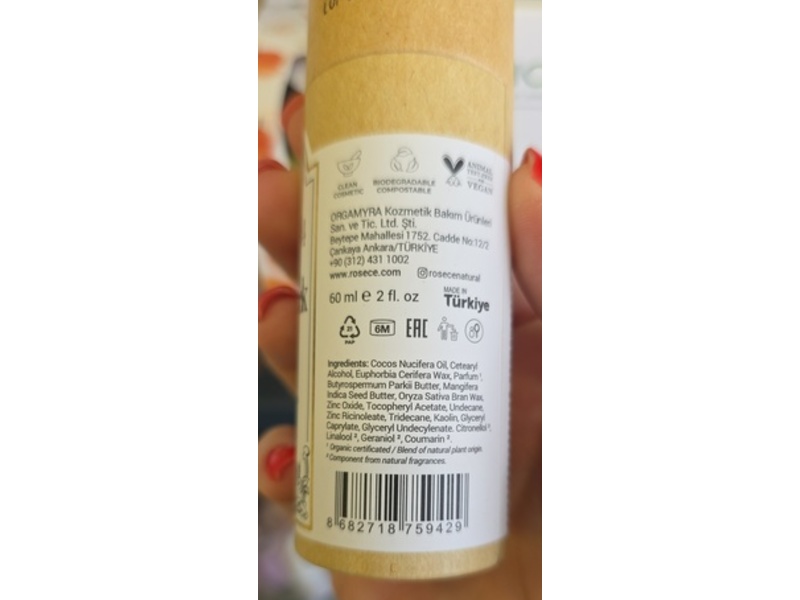 CLEAN
COSMETIC
BIODEGRADABLE
COMPOSTABLE
ANIMAL
VEGAN
ORGAMYRA Kozmetik Bakım Ürünleri
San. ve Tic. Ltd. Şti.
Beytepe Mahallesi 1752. Cadde No:12/2
Çankaya Ankara/TÜRKİYE
+90 (312) 431 1002
www.rosece.com rosecenatural
60 ml e 2 fl. oz
MADE IN
Türkiye
PAP
6M
EAC
Ingredients: Cocos Nucifera Oil, Cetearyl
Alcohol, Euphorbia Cerifera Wax, Parfum ¹,
Butyrospermum Parkii Butter, Mangifera
Indica Seed Butter, Oryza Sativa Bran Wax,
Zinc Oxide, Tocopheryl Acetate, Undecane,
Zinc Ricinoleate, Tridecane, Kaolin, Glyceryl
Caprylate, Glyceryl Undecylenate. Citronellol ²,
Linalool ², Geraniol ², Coumarin ².
¹ Organic certificated / Blend of natural plant origin.
² Component from natural fragrances.
8 682718 759429